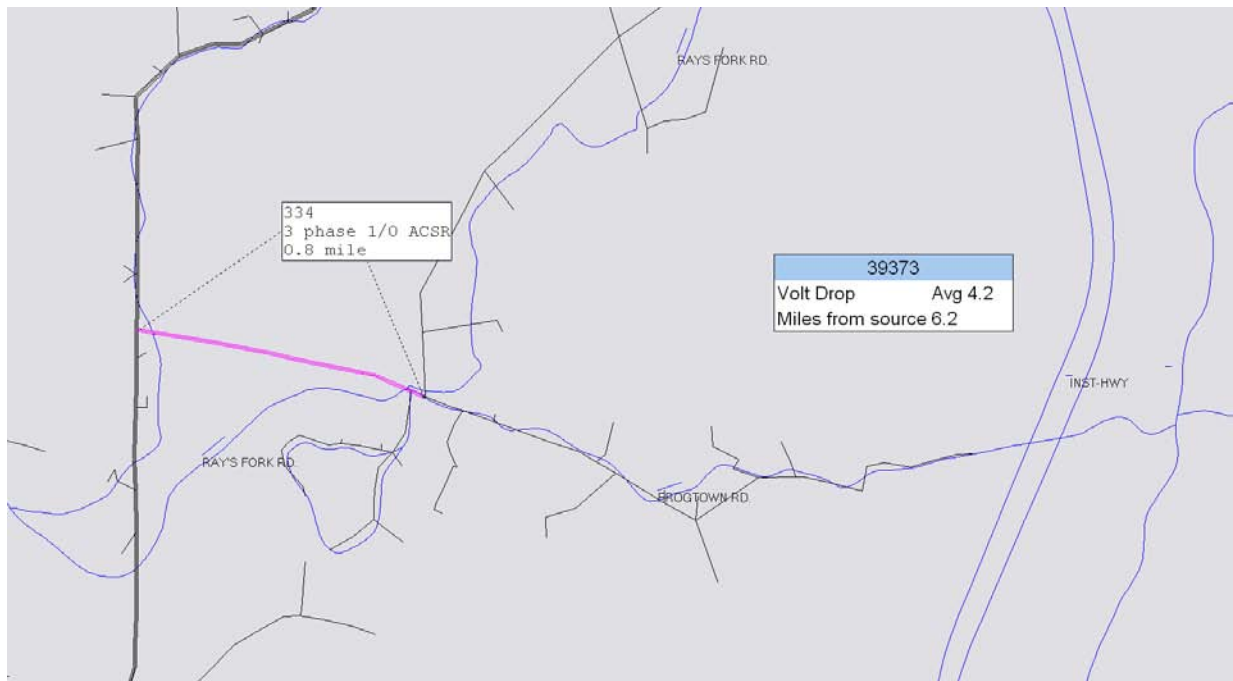 RAYS FORK RD.
334
3 phase 1/0 ACSR
0.8 mile
39373
Volt Drop Avg 4.2
Miles from source 6.2
INST-HWY
RAY'S FORK RD.
FROGTOWN RD.